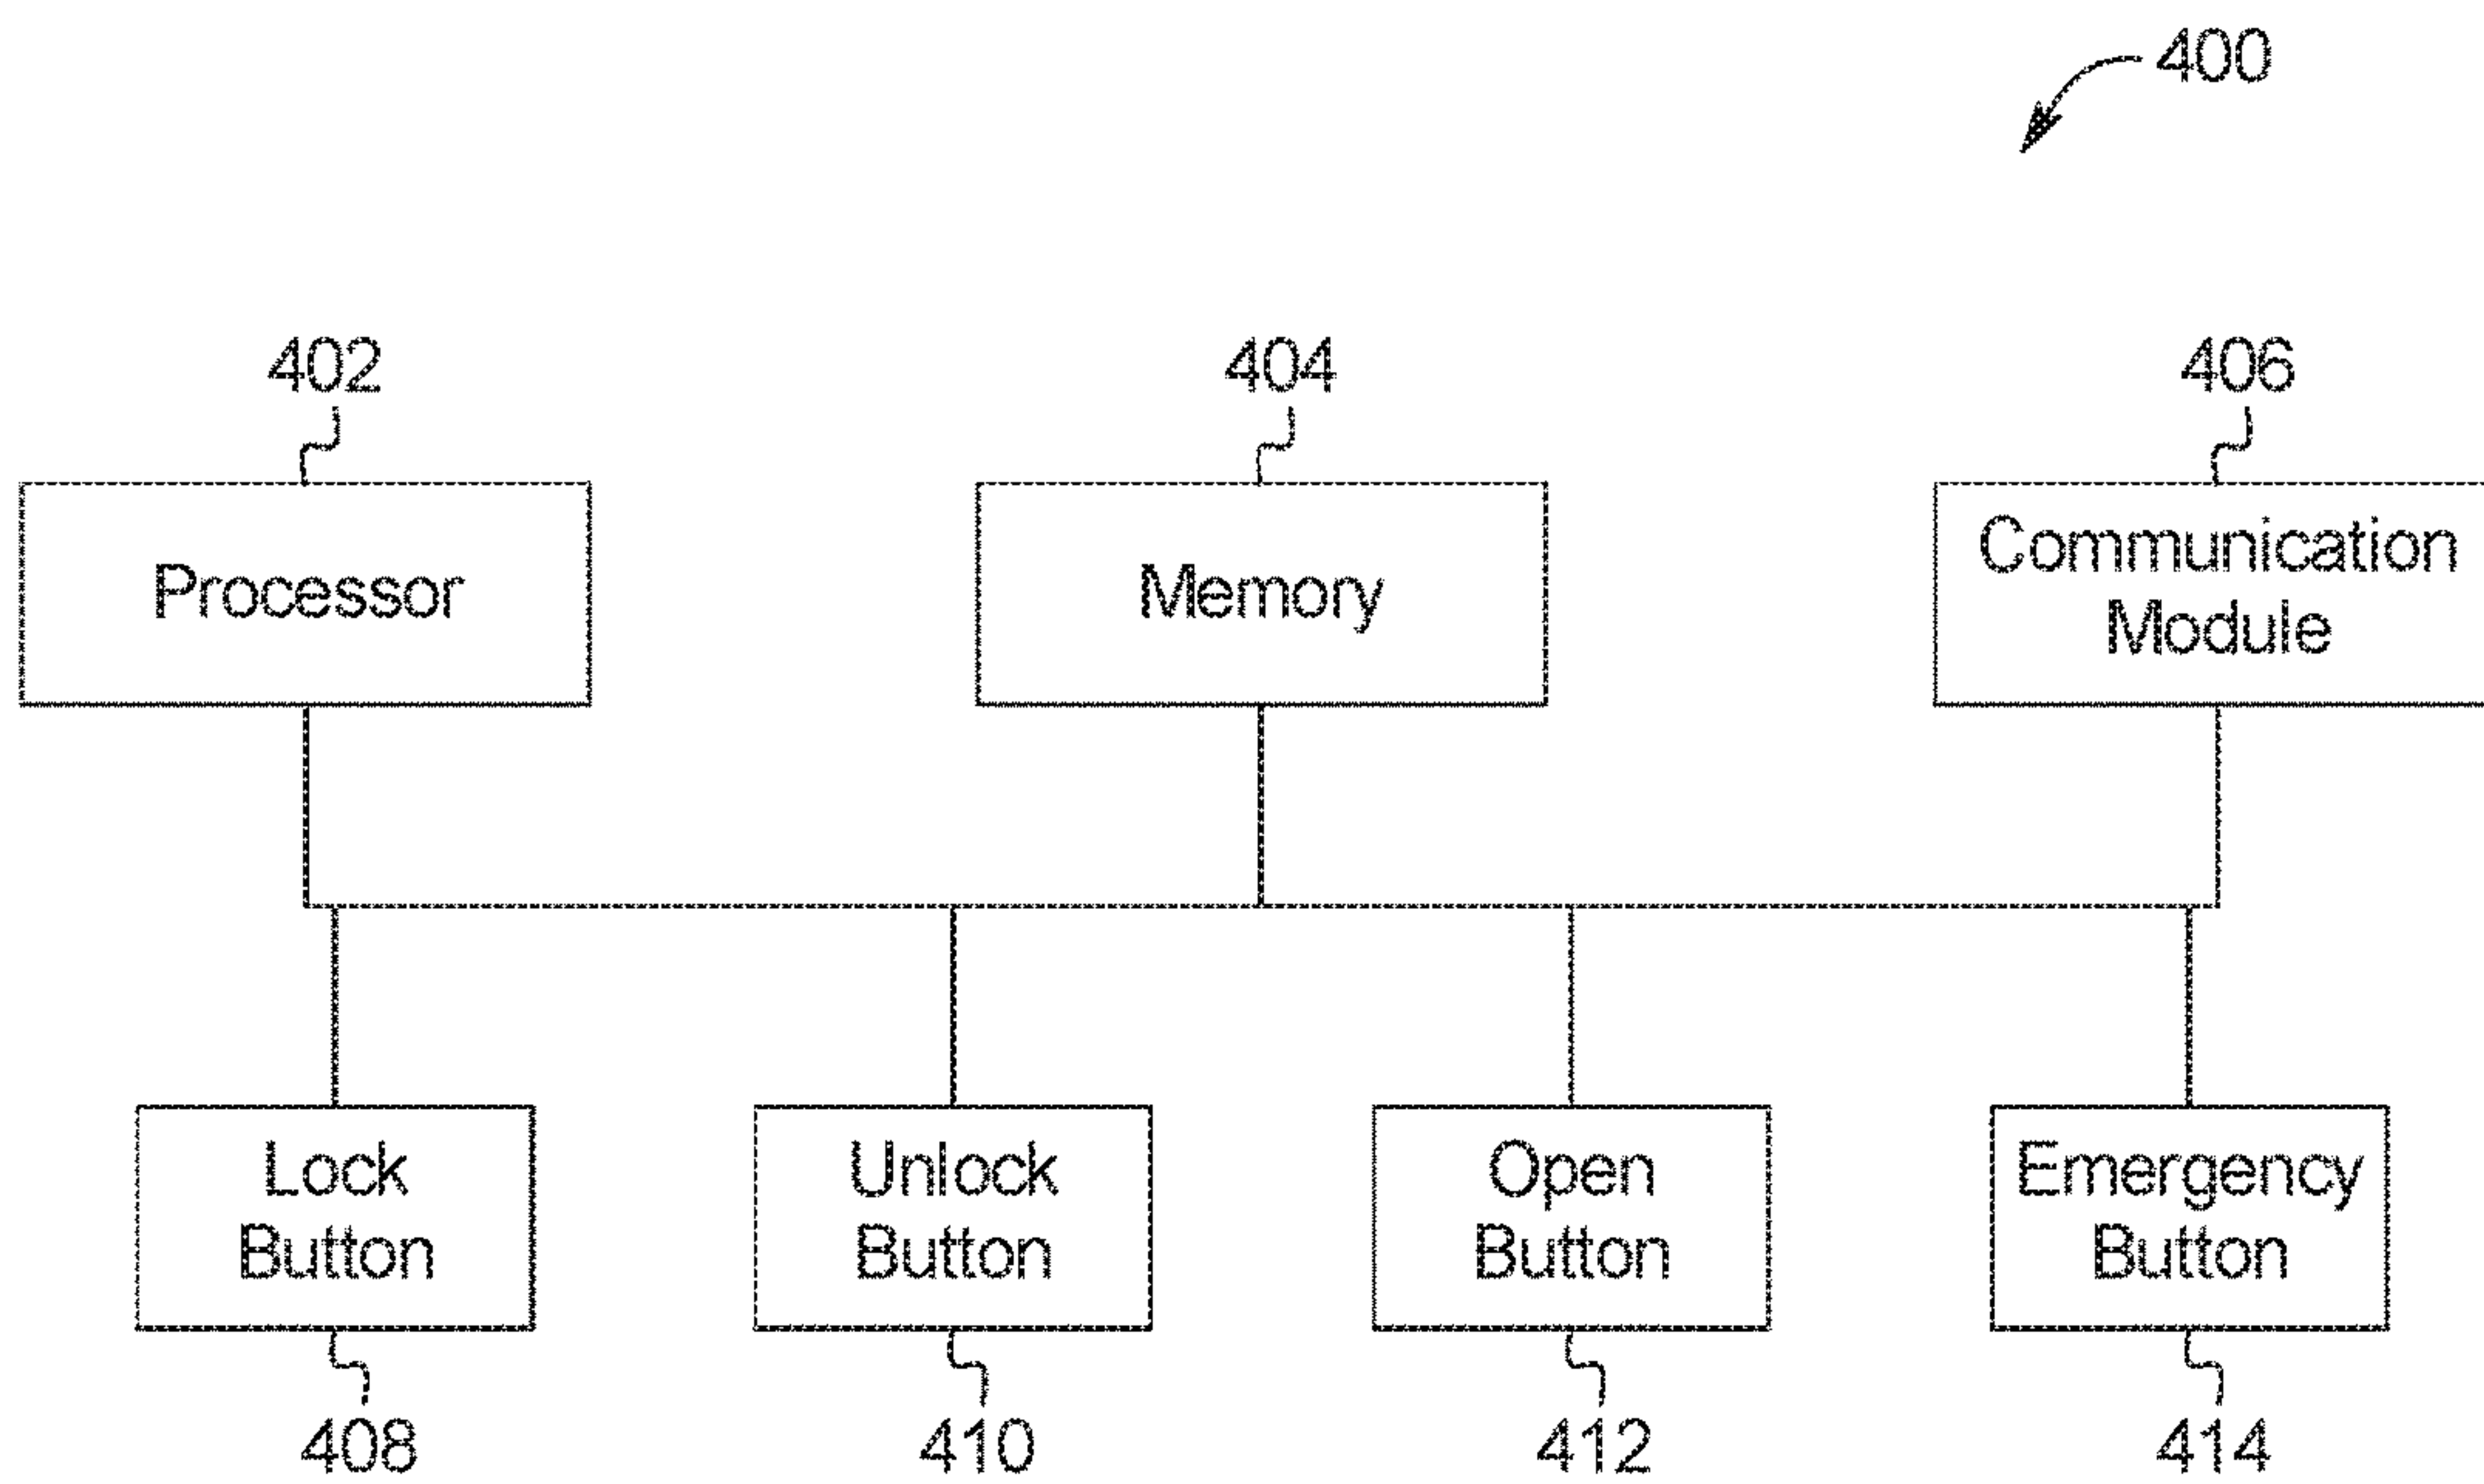 400
402
404
406
Processor
Memory
Communication
Module
Lock
Button
Unlock
Button
Open
Button
Emergency
Button
408
410
412
414